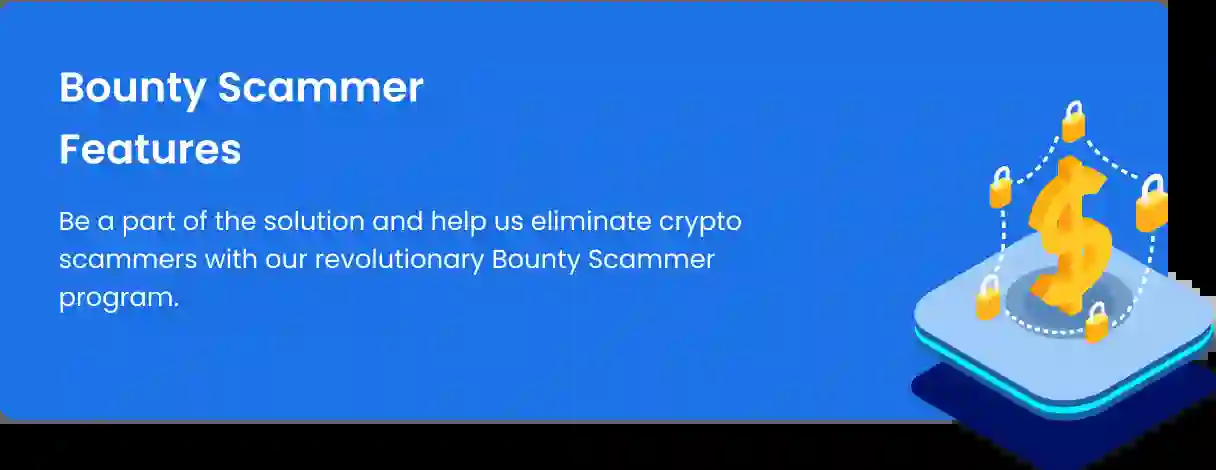 Bounty Scammer
Features
Be a part of the solution and help us eliminate crypto
scammers with our revolutionary Bounty Scammer
program.